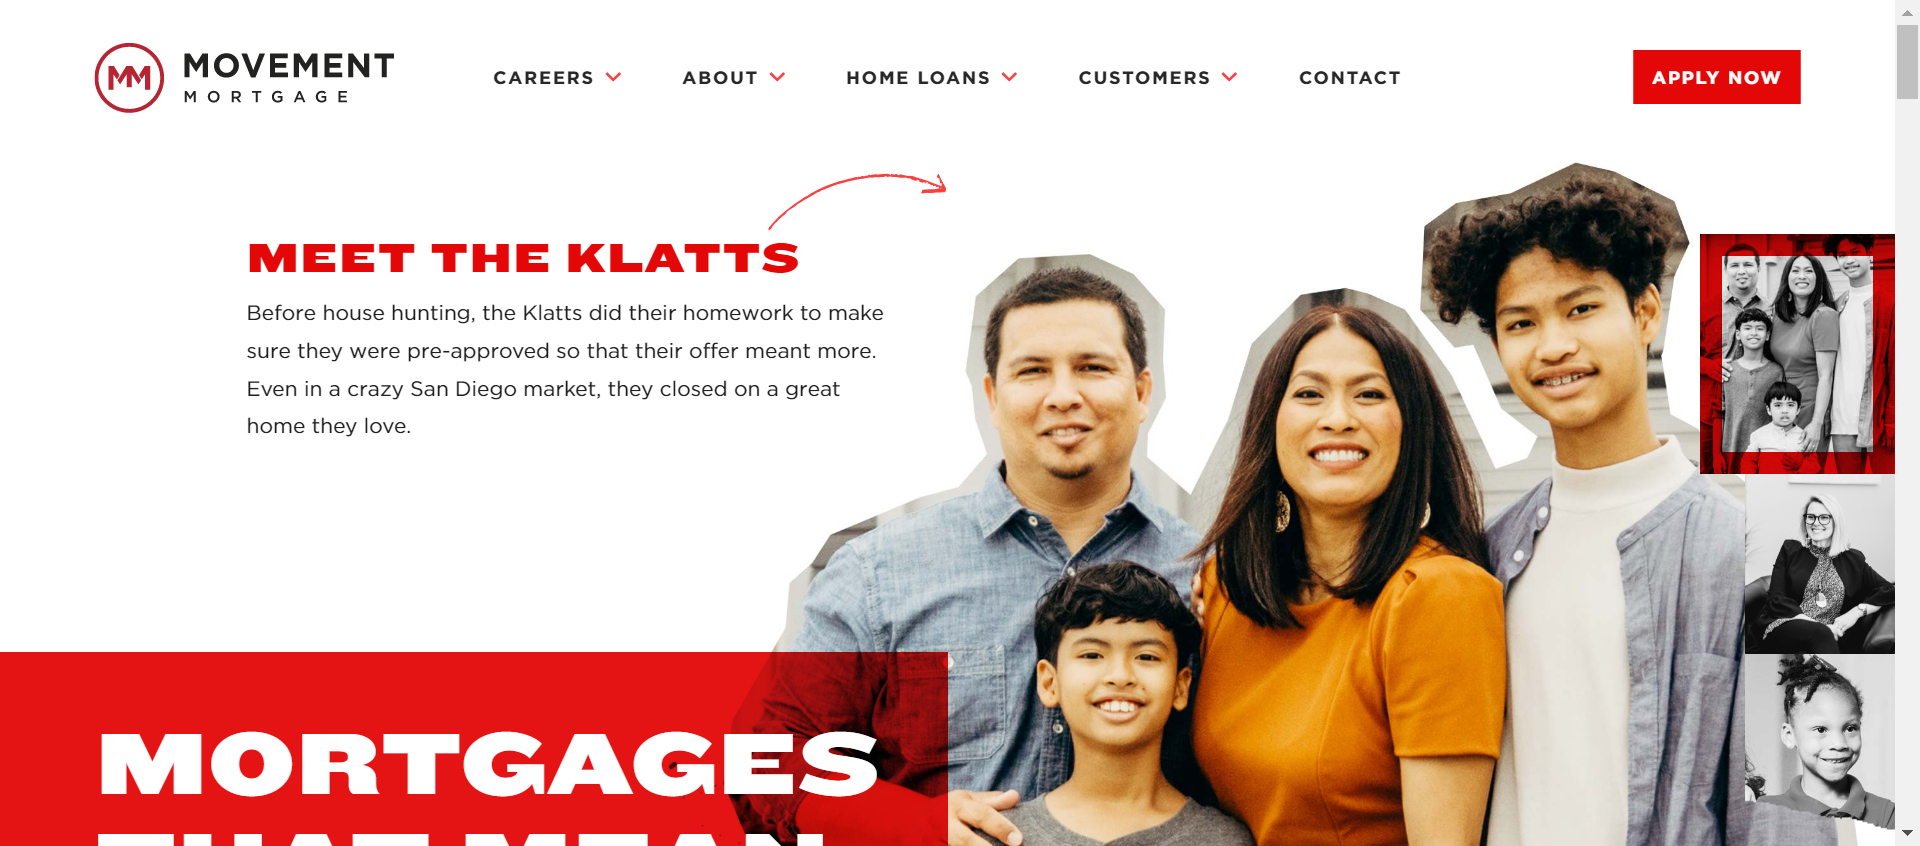 MOVEMENT
MORTGAGE
CAREERS ABOUT HOME LOANS CUSTOMERS CONTACT APPLY NOW
MEET THE KLATTS
Before house hunting, the Klatts did their homework to make
sure they were pre-approved so that their offer meant more.
Even in a crazy San Diego market, they closed on a great
home they love.
MORTGAGES
THAT MEAN